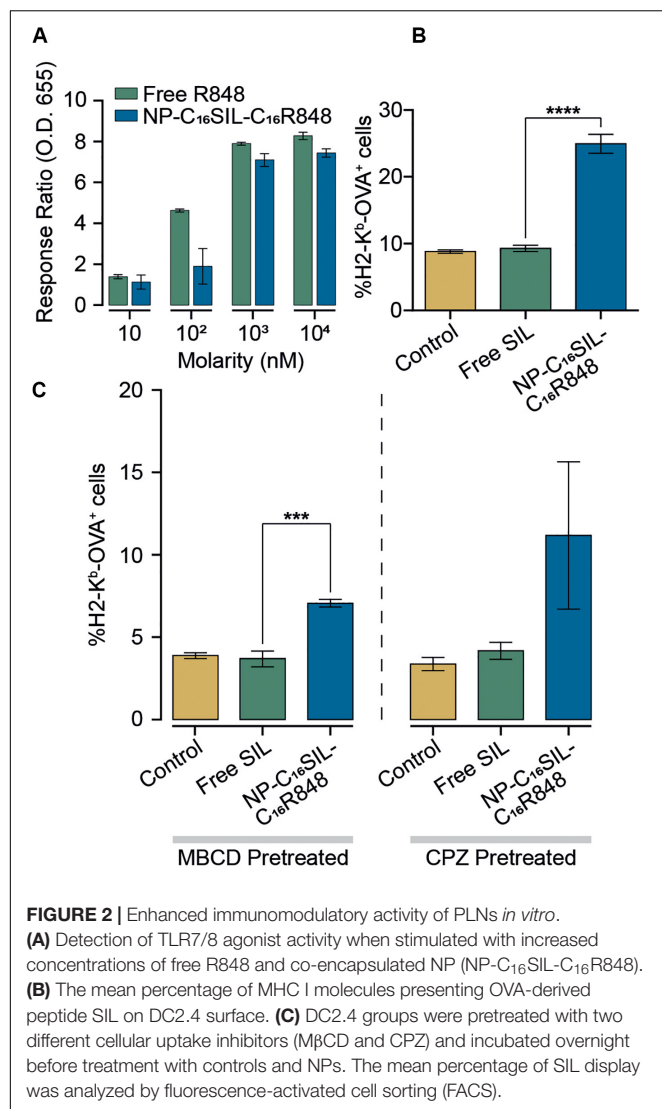 A
Response Ratio (O.D. 655)
10
8
6
4
2
0
Free R848
NP-C₁₆SIL-C₁₆R848
10
10²
10³
10⁴
Molarity (nM)
B
%H2-Kᵇ-OVA⁺ cells
30
20
10
0
****
Control
Free SIL
NP-C₁₆SIL-
C₁₆R848
C
%H2-Kᵇ-OVA⁺ cells
20
15
10
5
0
***
Control
Free SIL
NP-C₁₆SIL-
C₁₆R848
MBCD Pretreated
Control
Free SIL
NP-C₁₆SIL-
C₁₆R848
CPZ Pretreated
FIGURE 2 | Enhanced immunomodulatory activity of PLNs in vitro.
(A) Detection of TLR7/8 agonist activity when stimulated with increased
concentrations of free R848 and co-encapsulated NP (NP-C₁₆SIL-C₁₆R848).
(B) The mean percentage of MHC I molecules presenting OVA-derived
peptide SIL on DC2.4 surface. (C) DC2.4 groups were pretreated with two
different cellular uptake inhibitors (MβCD and CPZ) and incubated overnight
before treatment with controls and NPs. The mean percentage of SIL display
was analyzed by fluorescence-activated cell sorting (FACS).